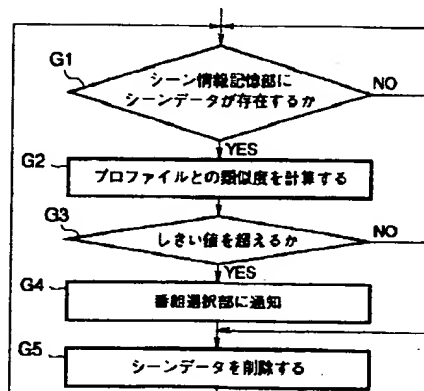 G1
シーン情報記憶部に
シーンデータが存在するか
NO
YES
G2
プロファイルとの類似度を計算する
G3
しきい値を超えるか
NO
YES
G4
番組選択部に通知
G5
シーンデータを削除する